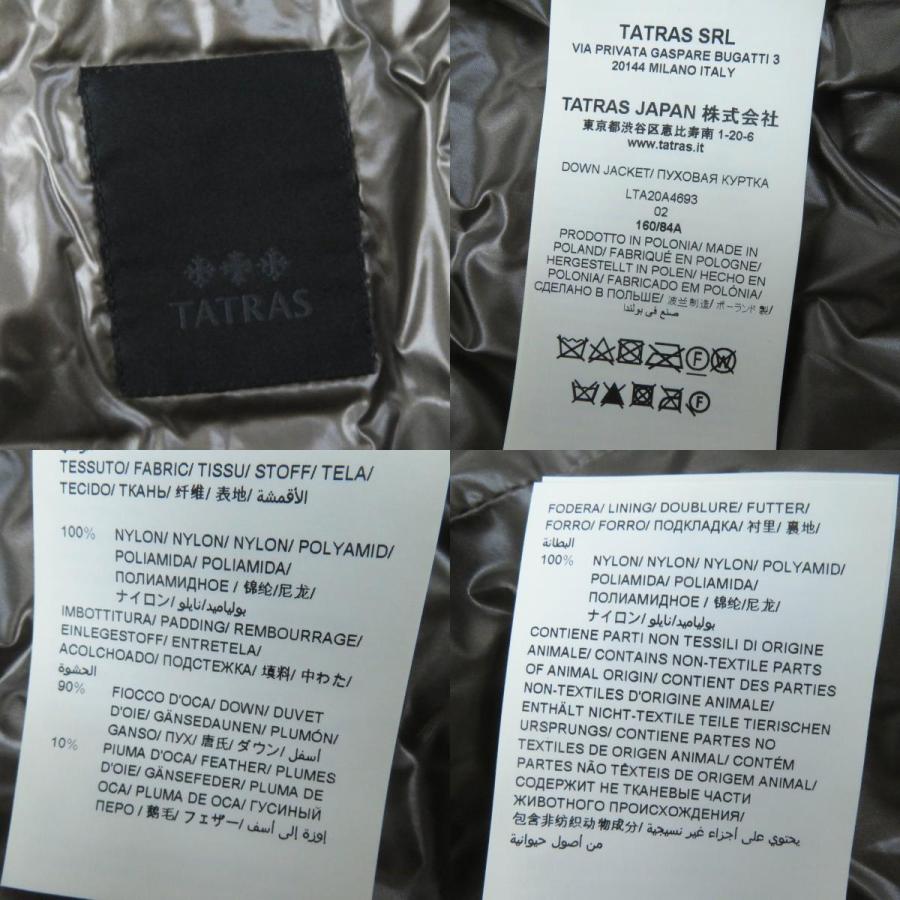 TATRAS
TATRAS SRL
VIA PRIVATA GASPARE BUGATTI 3
20144 MILANO ITALY
TATRAS JAPAN 株式会社
東京都渋谷区恵比寿南 1-20-6
www.tatras.it
DOWN JACKET/ ПУХОВАЯ КУРТКА
LTA20A4693
02
160/84A
PRODOTTO IN POLONIA/ MADE IN
POLAND/ FABRIQUÉ EN POLOGNE/
HERGESTELLT IN POLEN/ HECHO EN
POLONIA/ FABRICADO EM POLÓNIA/
СДЕЛАНО В ПОЛЬШЕ/ 波兰制造/ ポーランド製/
صنع في بولندا
F W
F
TESSUTO/ FABRIC/ TISSU/ STOFF/ TELA/
TECIDO/ ТКАНЬ/ 纤维/ 表地/ الأقمشة
100% NYLON/ NYLON/ NYLON/ POLYAMID/
POLIAMIDA/ POLIAMIDA/
ПОЛИАМИДНОЕ / 锦纶/尼龙/
ナイロン/بولياميد/نايلو
IMBOTTITURA/ PADDING/ REMBOURRAGE/
EINLEGESTOFF/ ENTRETELA/
ACOLCHOADO/ ПОДСТЕЖКА/ 填料/ 中わた/
الحشوة
90% FIOCCO D'OCA/ DOWN/ DUVET
D'OIE/ GÄNSEDAUNEN/ PLUMÓN/
GANSO/ ПУХ/ 唐氏/ ダウン/ أسفل/
10% PIUMA D'OCA/ FEATHER/ PLUMES
D'OIE/ GÄNSEFEDER/ PLUMA DE
OCA/ PLUMA DE OCA/ ГУСИНЫЙ
ПЕРО / 鹅毛/ フェザー/ إوزة إلى أسف/
FODERA/ LINING/ DOUBLURE/ FUTTER/
FORRO/ FORRO/ ПОДКЛАДКА/ 衬里/ 裏地/
البطانة
100% NYLON/ NYLON/ NYLON/ POLYAMID/
POLIAMIDA/ POLIAMIDA/
ПОЛИАМИДНОЕ / 锦纶/尼龙/
ナイロン/بولياميد/نايلو
CONTIENE PARTI NON TESSILI DI ORIGINE
ANIMALE/ CONTAINS NON-TEXTILE PARTS
OF ANIMAL ORIGIN/ CONTIENT DES PARTIES
NON-TEXTILES D'ORIGINE ANIMALE/
ENTHÄLT NICHT-TEXTILE TEILE TIERISCHEN
URSPRUNGS/ CONTIENE PARTES NO
TEXTILES DE ORIGEN ANIMAL/ CONTÉM
PARTES NÃO TÊXTEIS DE ORIGEM ANIMAL/
СОДЕРЖИТ НЕ ТКАНЕВЫЕ ЧАСТИ
ЖИВОТНОГО ПРОИСХОЖДЕНИЯ/
包含非纺织动物成分/ يحتوي على أجزاء غير نسيجية/
من أصول حيوانية